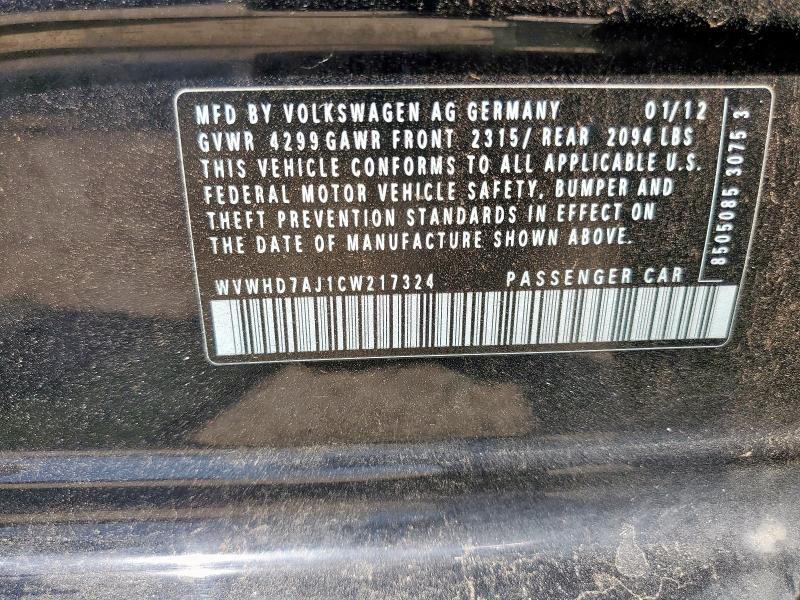 MFD BY VOLKSWAGEN AG GERMANY 01/12
GVWR 4299 GAWR FRONT 2315/ REAR 2094 LBS
THIS VEHICLE CONFORMS TO ALL APPLICABLE U.S.
FEDERAL MOTOR VEHICLE SAFETY, BUMPER AND
THEFT PREVENTION STANDARDS IN EFFECT ON
THE DATE OF MANUFACTURE SHOWN ABOVE.
WVWHD7AJ1CW217324 PASSENGER CAR
8505085 3075 3